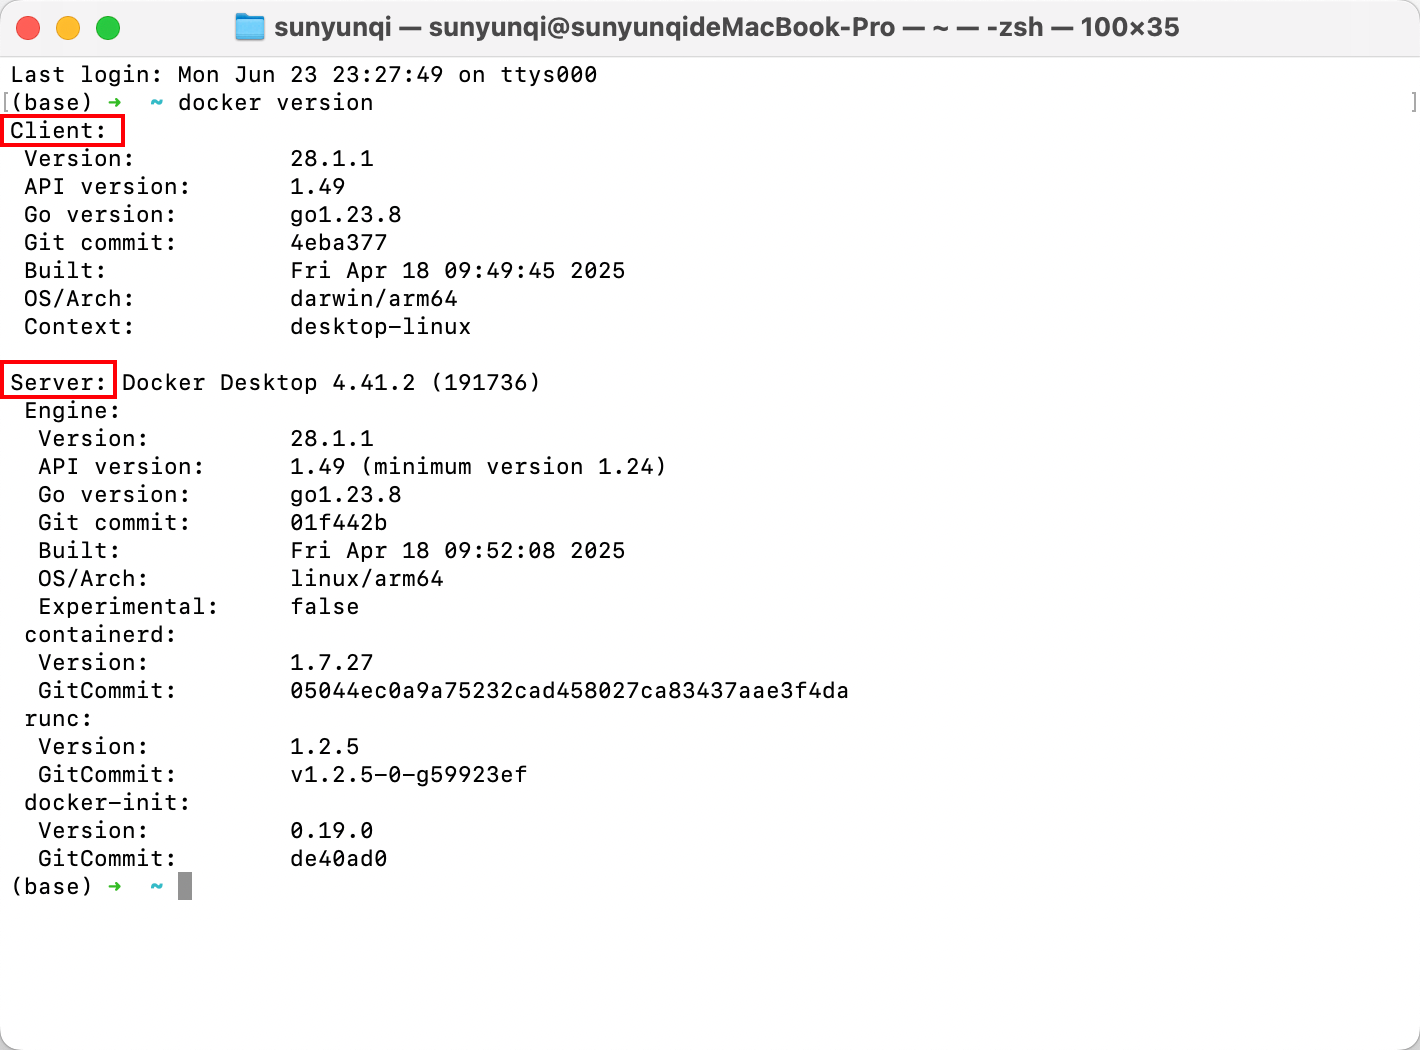 sunyunqi — sunyunqi@sunyunqideMacBook-Pro — ~ — -zsh — 100×35
Last login: Mon Jun 23 23:27:49 on ttys000
[(base) ➜  ~ docker version ]
Client:
 Version:           28.1.1
 API version:       1.49
 Go version:        go1.23.8
 Git commit:        4eba377
 Built:             Fri Apr 18 09:49:45 2025
 OS/Arch:           darwin/arm64
 Context:           desktop-linux

Server: Docker Desktop 4.41.2 (191736)
 Engine:
  Version:          28.1.1
  API version:      1.49 (minimum version 1.24)
  Go version:       go1.23.8
  Git commit:       01f442b
  Built:            Fri Apr 18 09:52:08 2025
  OS/Arch:          linux/arm64
  Experimental:     false
 containerd:
  Version:          1.7.27
  GitCommit:        05044ec0a9a75232cad458027ca83437aae3f4da
 runc:
  Version:          1.2.5
  GitCommit:        v1.2.5-0-g59923ef
 docker-init:
  Version:          0.19.0
  GitCommit:        de40ad0
(base) ➜  ~